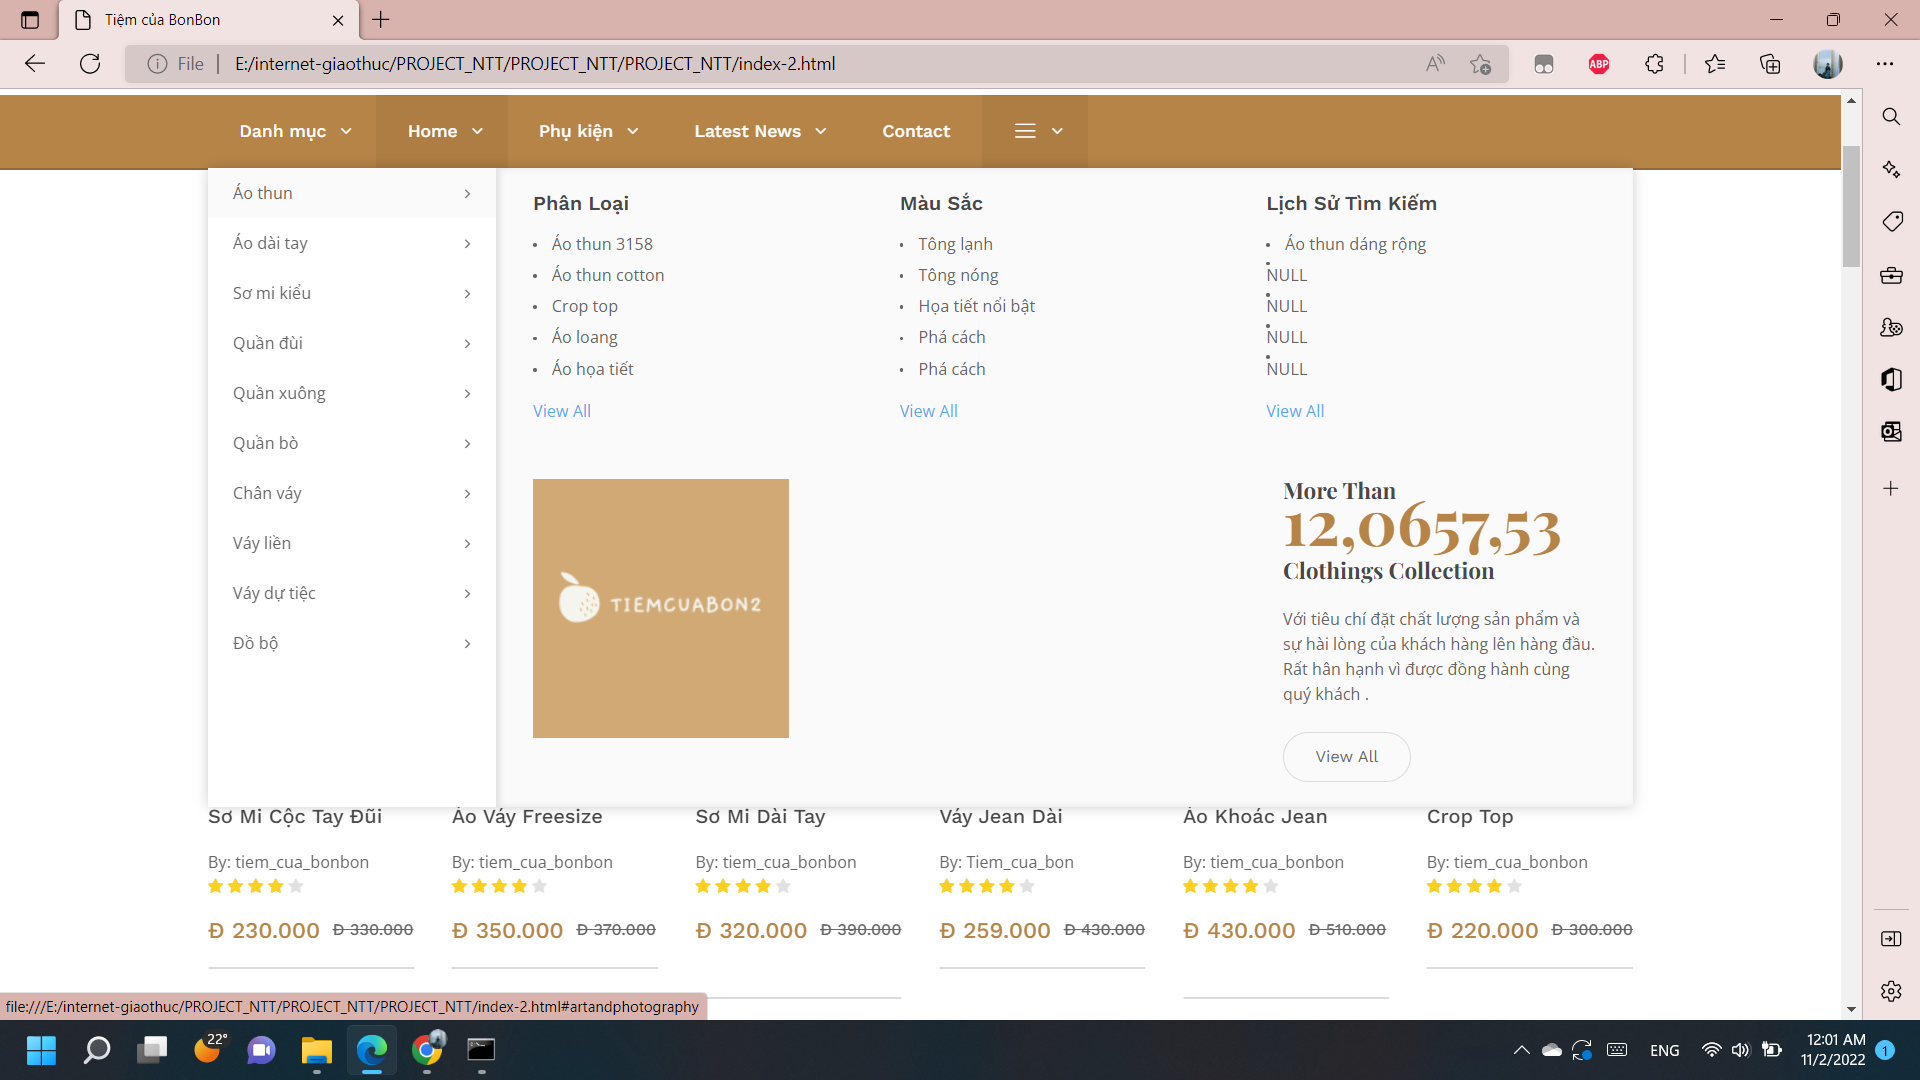 Tiệm của BonBon
File
E:/internet-giaothuc/PROJECT_NTT/PROJECT_NTT/PROJECT_NTT/index-2.html
ABP
Danh mục
Home
Phụ kiện
Latest News
Contact
Áo thun
Áo dài tay
Sơ mi kiểu
Quần đùi
Quần xuông
Quần bò
Chân váy
Váy liền
Váy dự tiệc
Đồ bộ
Phân Loại
Áo thun 3158
Áo thun cotton
Crop top
Áo loang
Áo họa tiết
View All
Màu Sắc
Tông lạnh
Tông nóng
Họa tiết nổi bật
Phá cách
Phá cách
View All
Lịch Sử Tìm Kiếm
Áo thun dáng rộng
NULL
NULL
NULL
NULL
View All
TIEMCUABON2
More Than
12,0657,53
Clothings Collection
Với tiêu chí đặt chất lượng sản phẩm và
sự hài lòng của khách hàng lên hàng đầu.
Rất hân hạnh vì được đồng hành cùng
quý khách .
View All
Sơ Mi Cộc Tay Đũi
By: tiem_cua_bonbon
Đ 230.000 Đ 330.000
Áo Váy Freesize
By: tiem_cua_bonbon
Đ 350.000 Đ 370.000
Sơ Mi Dài Tay
By: tiem_cua_bonbon
Đ 320.000 Đ 390.000
Váy Jean Dài
By: Tiem_cua_bon
Đ 259.000 Đ 430.000
Áo Khoác Jean
By: tiem_cua_bonbon
Đ 430.000 Đ 510.000
Crop Top
By: tiem_cua_bonbon
Đ 220.000 Đ 300.000
file:///E:/internet-giaothuc/PROJECT_NTT/PROJECT_NTT/PROJECT_NTT/index-2.html#artandphotography
22°
ENG
12:01 AM
11/2/2022
1